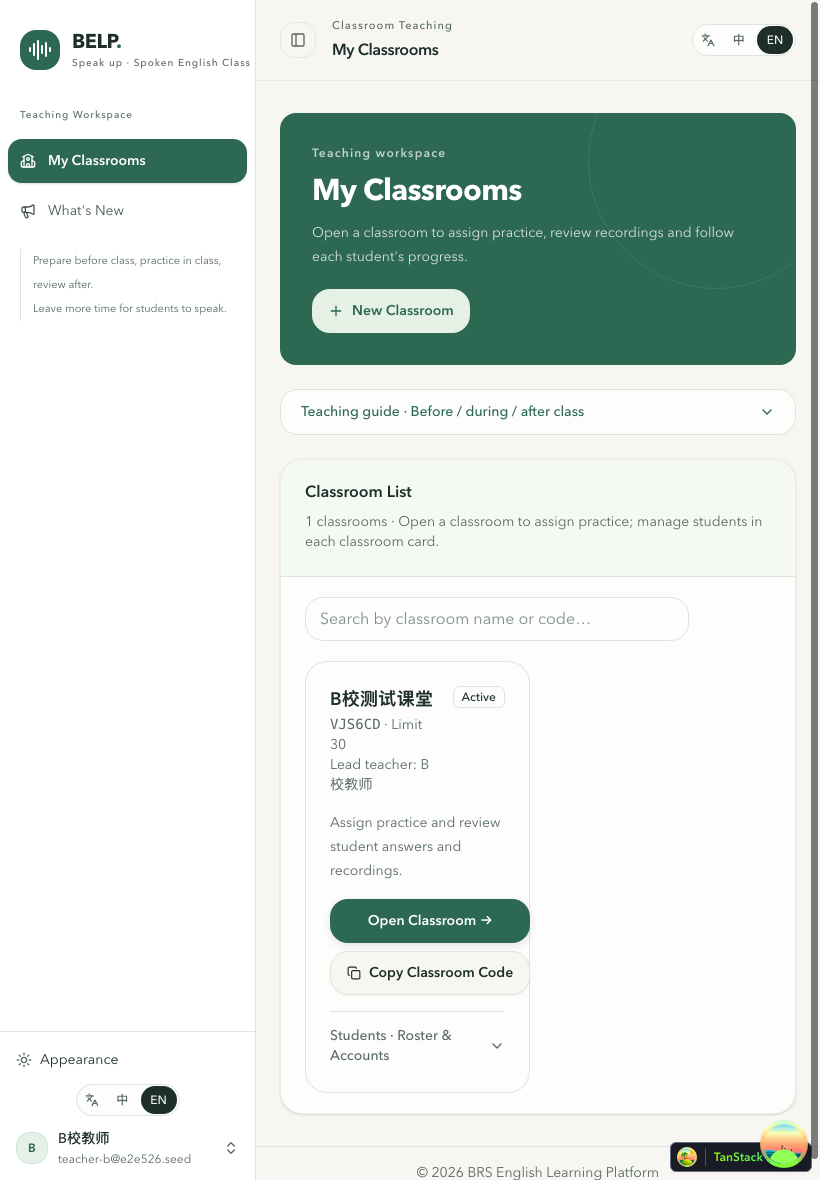 BELP.
Speak up · Spoken English Class
Teaching Workspace
My Classrooms
What's New
Prepare before class, practice in class,
review after.
Leave more time for students to speak.
Appearance
中
EN
B
B校教师
teacher-b@e2e526.seed
Classroom Teaching
My Classrooms
中
EN
Teaching workspace
My Classrooms
Open a classroom to assign practice, review recordings and follow
each student's progress.
+ New Classroom
Teaching guide · Before / during / after class
Classroom List
1 classrooms · Open a classroom to assign practice; manage students in
each classroom card.
Search by classroom name or code…
B校测试课堂
Active
VJS6CD · Limit
30
Lead teacher: B
校教师
Assign practice and review
student answers and
recordings.
Open Classroom →
Copy Classroom Code
Students · Roster &
Accounts
© 2026 BRS English Learning Platform
TanStack